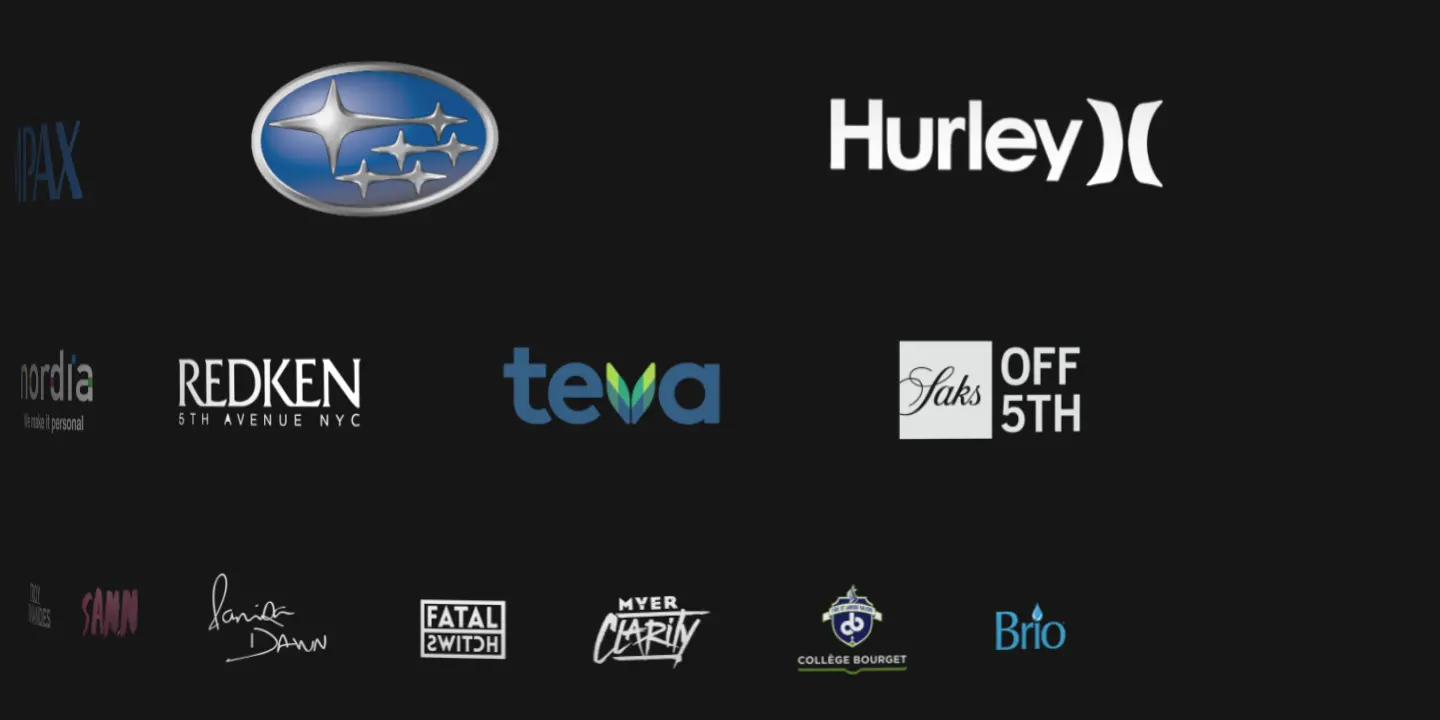 PAX
Hurley
nordia
We make it personal
REDKEN
5TH AVENUE NYC
teva
Saks
OFF
5TH
SANN
DAWN
FATAL
SWITCH
MYER
CLARITY
COLLÈGE BOURGET
Brio